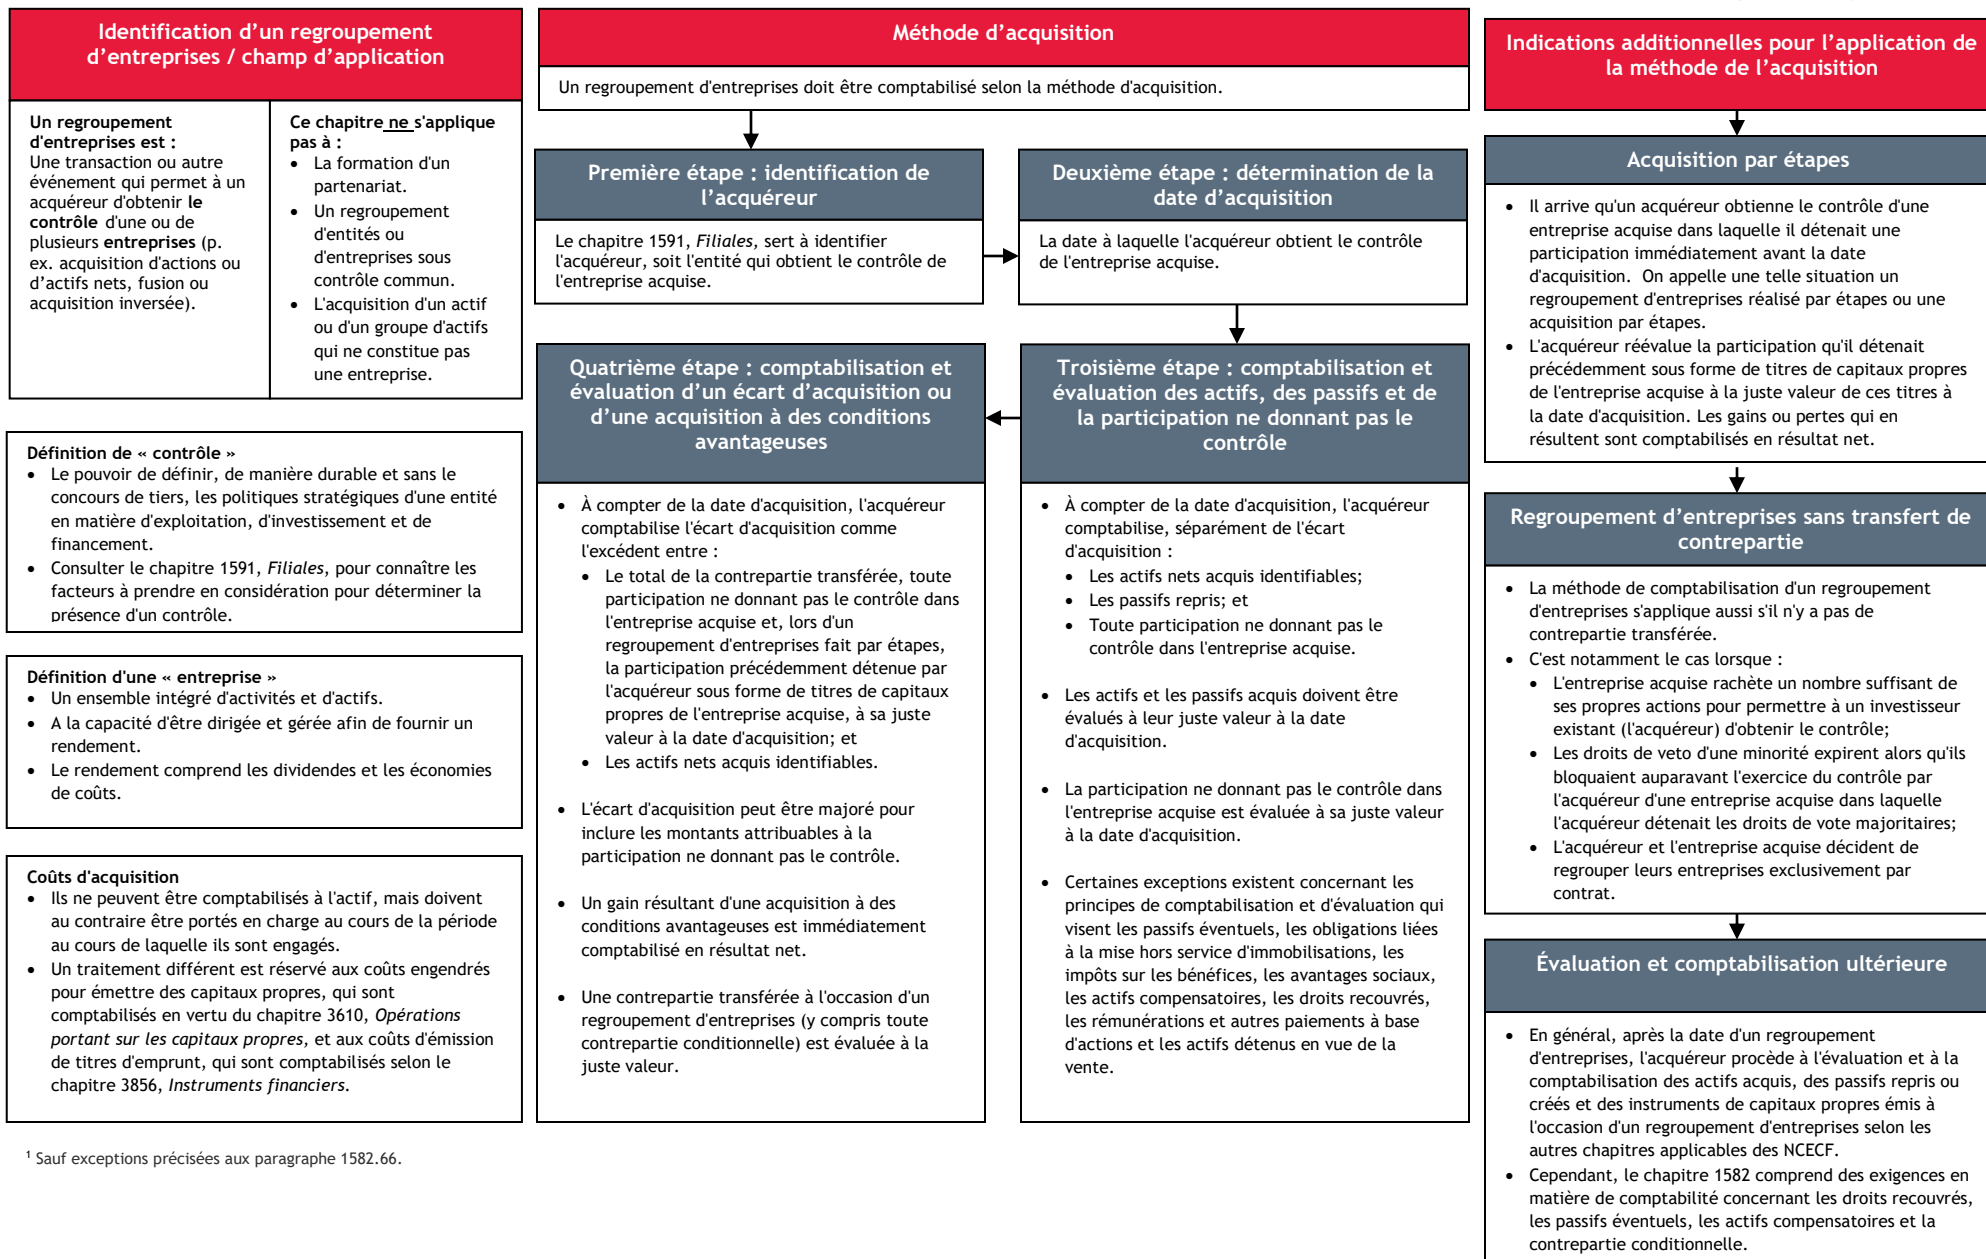 Identification d’un regroupement
d’entreprises / champ d’application
Un regroupement
d'entreprises est :
Une transaction ou autre
événement qui permet à un
acquéreur d'obtenir le
contrôle d'une ou de
plusieurs entreprises (p.
ex. acquisition d'actions ou
d’actifs nets, fusion ou
acquisition inversée).
Ce chapitre ne s'applique
pas à :
• La formation d'un
partenariat.
• Un regroupement
d'entités ou
d'entreprises sous
contrôle commun.
• L'acquisition d'un actif
ou d'un groupe d'actifs
qui ne constitue pas
une entreprise.
Définition de « contrôle »
• Le pouvoir de définir, de manière durable et sans le
concours de tiers, les politiques stratégiques d'une entité
en matière d'exploitation, d'investissement et de
financement.
• Consulter le chapitre 1591, Filiales, pour connaître les
facteurs à prendre en considération pour déterminer la
présence d'un contrôle.
Définition d'une « entreprise »
• Un ensemble intégré d'activités et d'actifs.
• A la capacité d'être dirigée et gérée afin de fournir un
rendement.
• Le rendement comprend les dividendes et les économies
de coûts.
Coûts d'acquisition
• Ils ne peuvent être comptabilisés à l'actif, mais doivent
au contraire être portés en charge au cours de la période
au cours de laquelle ils sont engagés.
• Un traitement différent est réservé aux coûts engendrés
pour émettre des capitaux propres, qui sont
comptabilisés en vertu du chapitre 3610, Opérations
portant sur les capitaux propres, et aux coûts d'émission
de titres d'emprunt, qui sont comptabilisés selon le
chapitre 3856, Instruments financiers.
¹ Sauf exceptions précisées aux paragraphe 1582.66.
Méthode d’acquisition
Un regroupement d'entreprises doit être comptabilisé selon la méthode d'acquisition.
Première étape : identification de
l’acquéreur
Le chapitre 1591, Filiales, sert à identifier
l'acquéreur, soit l'entité qui obtient le contrôle de
l'entreprise acquise.
Deuxième étape : détermination de la
date d’acquisition
La date à laquelle l'acquéreur obtient le contrôle
de l'entreprise acquise.
Troisième étape : comptabilisation et
évaluation des actifs, des passifs et de
la participation ne donnant pas le
contrôle
• À compter de la date d'acquisition, l'acquéreur
comptabilise, séparément de l'écart
d'acquisition :
• Les actifs nets acquis identifiables;
• Les passifs repris; et
• Toute participation ne donnant pas le
contrôle dans l'entreprise acquise.
• Les actifs et les passifs acquis doivent être
évalués à leur juste valeur à la date
d'acquisition.
• La participation ne donnant pas le contrôle dans
l'entreprise acquise est évaluée à sa juste valeur
à la date d'acquisition.
• Certaines exceptions existent concernant les
principes de comptabilisation et d'évaluation qui
visent les passifs éventuels, les obligations liées
à la mise hors service d'immobilisations, les
impôts sur les bénéfices, les avantages sociaux,
les actifs compensatoires, les droits recouvrés,
les rémunérations et autres paiements à base
d'actions et les actifs détenus en vue de la
vente.
Quatrième étape : comptabilisation et
évaluation d’un écart d’acquisition ou
d’une acquisition à des conditions
avantageuses
• À compter de la date d'acquisition, l'acquéreur
comptabilise l'écart d'acquisition comme
l'excédent entre :
• Le total de la contrepartie transférée, toute
participation ne donnant pas le contrôle dans
l'entreprise acquise et, lors d'un
regroupement d'entreprises fait par étapes,
la participation précédemment détenue par
l'acquéreur sous forme de titres de capitaux
propres de l'entreprise acquise, à sa juste
valeur à la date d'acquisition; et
• Les actifs nets acquis identifiables.
• L'écart d'acquisition peut être majoré pour
inclure les montants attribuables à la
participation ne donnant pas le contrôle.
• Un gain résultant d'une acquisition à des
conditions avantageuses est immédiatement
comptabilisé en résultat net.
• Une contrepartie transférée à l'occasion d'un
regroupement d'entreprises (y compris toute
contrepartie conditionnelle) est évaluée à la
juste valeur.
Indications additionnelles pour l’application de
la méthode de l’acquisition
Acquisition par étapes
• Il arrive qu'un acquéreur obtienne le contrôle d'une
entreprise acquise dans laquelle il détenait une
participation immédiatement avant la date
d'acquisition. On appelle une telle situation un
regroupement d'entreprises réalisé par étapes ou une
acquisition par étapes.
• L'acquéreur réévalue la participation qu'il détenait
précédemment sous forme de titres de capitaux propres
de l'entreprise acquise à la juste valeur de ces titres à
la date d'acquisition. Les gains ou pertes qui en
résultent sont comptabilisés en résultat net.
Regroupement d’entreprises sans transfert de
contrepartie
• La méthode de comptabilisation d'un regroupement
d'entreprises s'applique aussi s'il n'y a pas de
contrepartie transférée.
• C'est notamment le cas lorsque :
• L'entreprise acquise rachète un nombre suffisant de
ses propres actions pour permettre à un investisseur
existant (l'acquéreur) d'obtenir le contrôle;
• Les droits de veto d'une minorité expirent alors qu'ils
bloquaient auparavant l'exercice du contrôle par
l'acquéreur d'une entreprise acquise dans laquelle
l'acquéreur détenait les droits de vote majoritaires;
• L'acquéreur et l'entreprise acquise décident de
regrouper leurs entreprises exclusivement par
contrat.
Évaluation et comptabilisation ultérieure
• En général, après la date d'un regroupement
d'entreprises, l'acquéreur procède à l'évaluation et à la
comptabilisation des actifs acquis, des passifs repris ou
créés et des instruments de capitaux propres émis à
l'occasion d'un regroupement d'entreprises selon les
autres chapitres applicables des NCECF.
• Cependant, le chapitre 1582 comprend des exigences en
matière de comptabilité concernant les droits recouvrés,
les passifs éventuels, les actifs compensatoires et la
contrepartie conditionnelle.